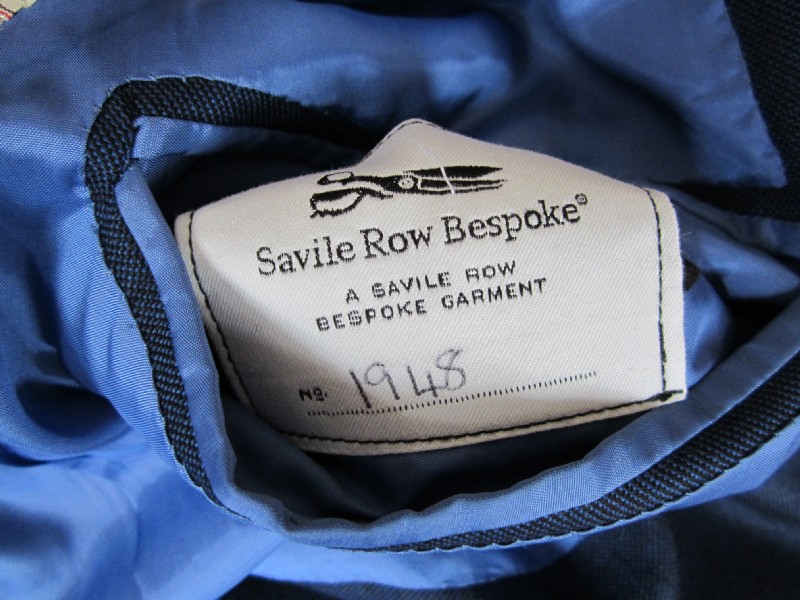 Savile Row Bespoke®
A SAVILE ROW
BESPOKE GARMENT
No. 1948